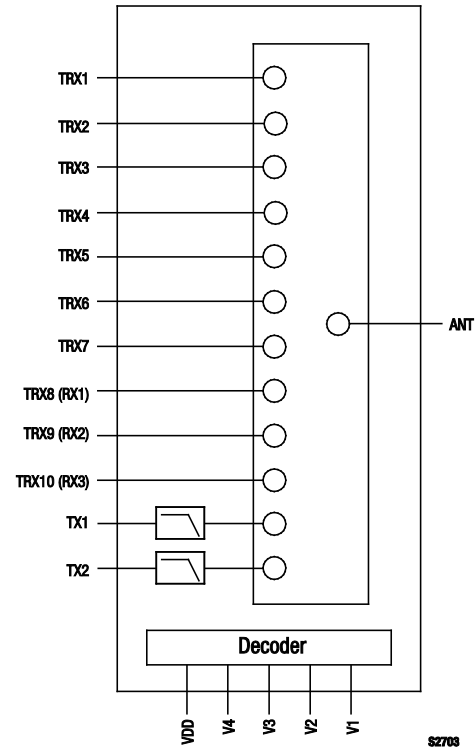 TRX1
TRX2
TRX3
TRX4
TRX5
TRX6
ANT
TRX7
TRX8 (RX1)
TRX9 (RX2)
TRX10 (RX3)
TX1
TX2
Decoder
VDD
V4
V3
V2
V1
S2703